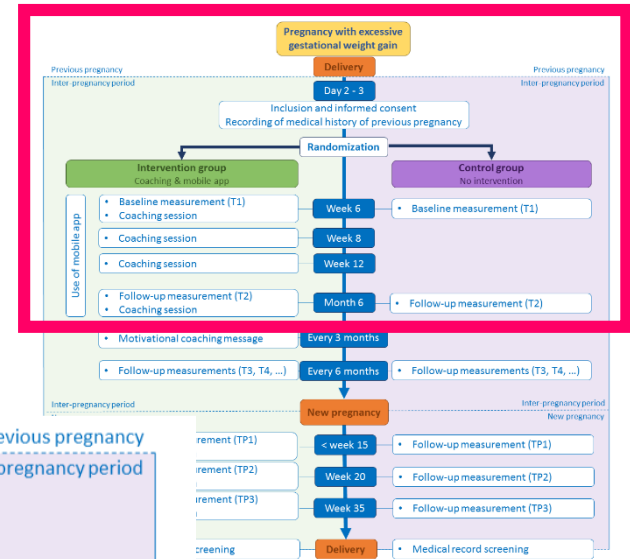 Pregnancy with excessive
gestational weight gain
Previous pregnancy
Delivery
Previous pregnancy
Inter-pregnancy period
Day 2 - 3
Inter-pregnancy period
Inclusion and informed consent
Recording of medical history of previous pregnancy
Randomization
Intervention group
Coaching & mobile app
Control group
No intervention
Use of mobile app
• Baseline measurement (T1)
• Coaching session
Week 6
• Baseline measurement (T1)
• Coaching session
Week 8
• Coaching session
Week 12
• Follow-up measurement (T2)
• Coaching session
Month 6
• Follow-up measurement (T2)
• Motivational coaching message
Every 3 months
• Follow-up measurements (T3, T4, ...)
Every 6 months
• Follow-up measurements (T3, T4, ...)
Inter-pregnancy period
New pregnancy
Inter-pregnancy period
New pregnancy
pregnancy
pregnancy period
(TP1)
< week 15
• Follow-up measurement (TP1)
(TP2)
Week 20
• Follow-up measurement (TP2)
(TP3)
Week 35
• Follow-up measurement (TP3)
Delivery
• Medical record screening